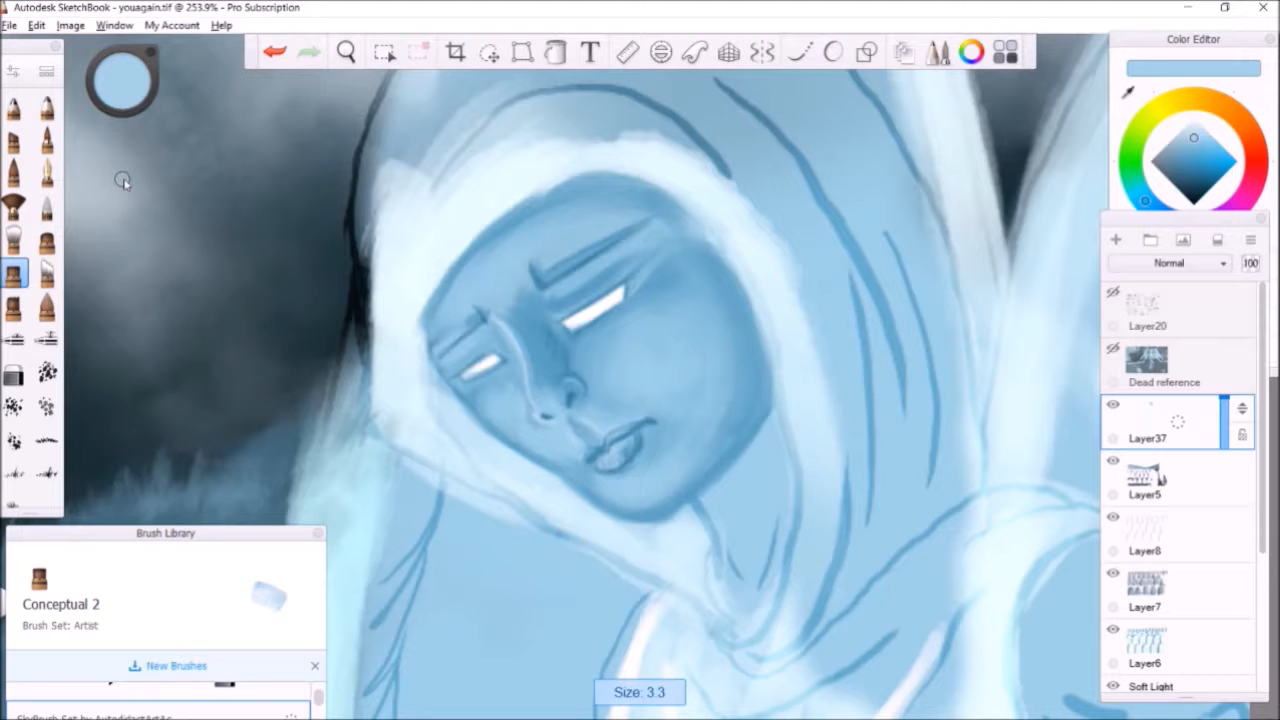 Autodesk SketchBook - youagain.tif @ 253.9% - Pro Subscription
File Edit Image Window My Account Help
T
Color Editor
Normal 100
Layer20
Dead reference
Layer37
Layer5
Layer8
Layer7
Layer6
Soft Light
Brush Library
Conceptual 2
Brush Set: Artist
New Brushes
Size: 3.3